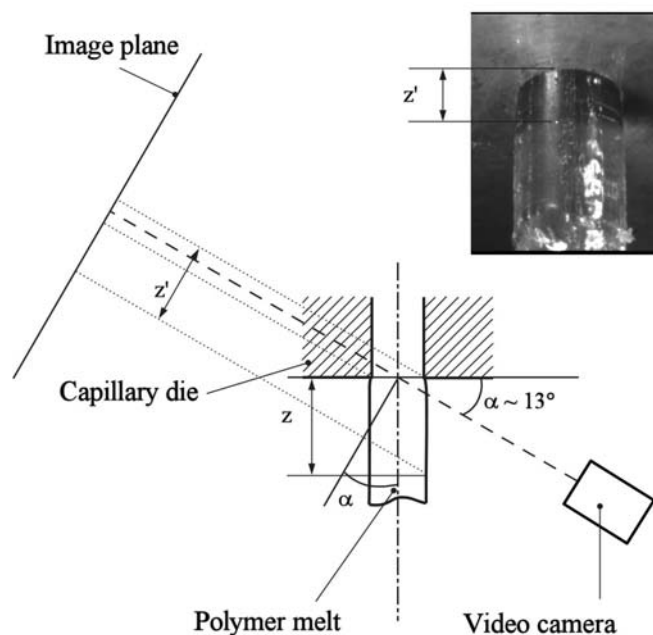 Image plane
z'
z'
Capillary die
z
α ~ 13°
α
Polymer melt
Video camera